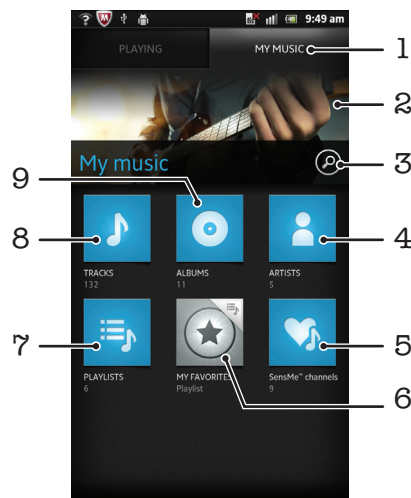 9:49 am
PLAYING MY MUSIC
1
2
My music
3
9
8
4
TRACKS ALBUMS ARTISTS
132 11 5
7
5
PLAYLISTS MY FAVORITES SensMe™ channels
6 Playlist 9
6